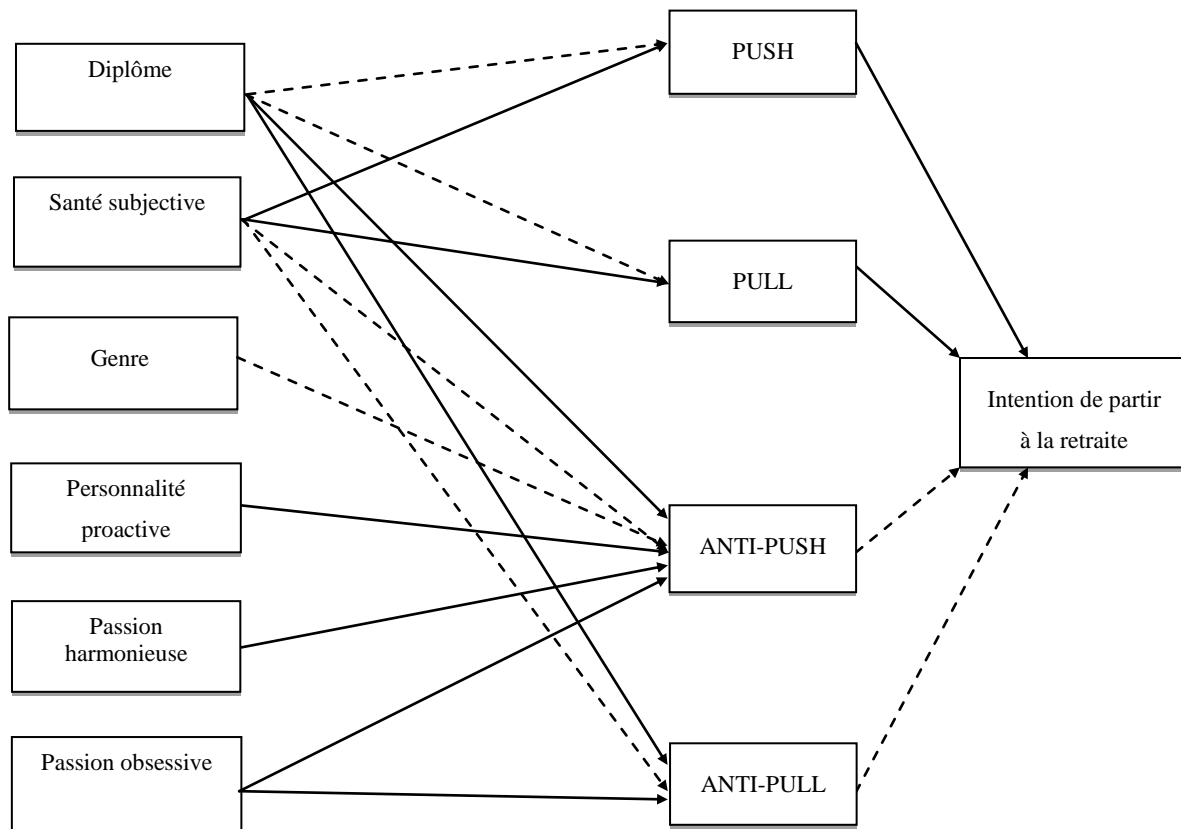 Diplôme
Santé subjective
Genre
Personnalité
proactive
Passion
harmonieuse
Passion obsessive
PUSH
PULL
ANTI-PUSH
ANTI-PULL
Intention de partir
à la retraite